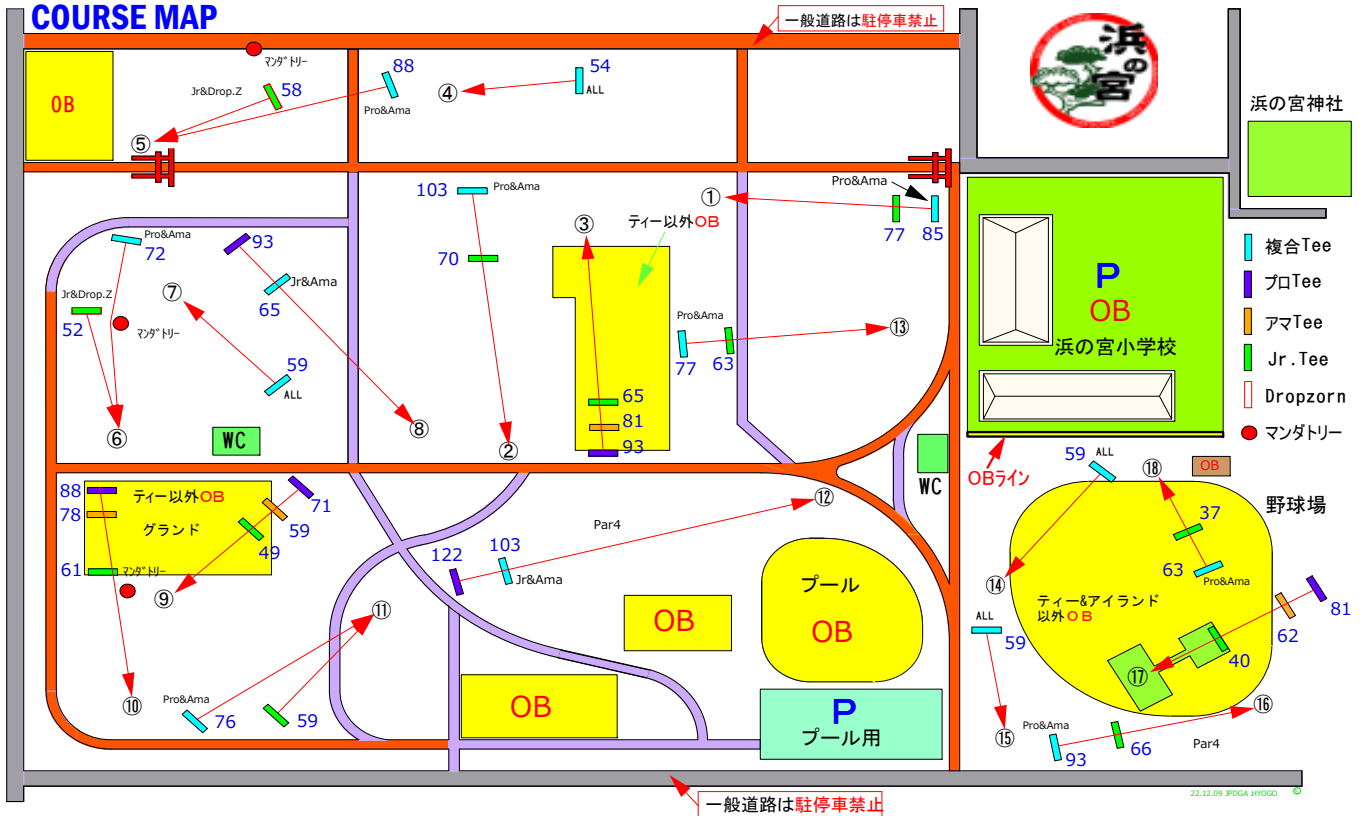 COURSE MAP
一般道路は駐停車禁止
浜の宮
浜の宮神社
OB
マンダトリー
Jr&Drop.Z
58
88
Pro&Ama
④
54
ALL
⑤
103
Pro&Ama
①
Pro&Ama
77
85
③
ティー以外OB
70
Pro&Ama
72
93
Jr&Ama
65
⑦
Jr&Drop.Z
52
マンダトリー
59
ALL
Pro&Ama
77
63
⑬
65
81
93
⑥
WC
⑧
②
P
OB
浜の宮小学校
複合Tee
プロTee
アマTee
Jr.Tee
Dropzorn
マンダトリー
OBライン
WC
88
78
61
ティー以外OB
グランド
71
59
49
マンダトリー
⑨
⑩
Par4
⑫
122
103
Jr&Ama
⑪
Pro&Ama
76
59
OB
OB
プール
OB
P
プール用
59
ALL
⑱
OB
野球場
37
63
Pro&Ama
⑭
ティー&アイランド
以外OB
ALL
59
81
62
40
⑰
⑯
⑮
Pro&Ama
93
66
Par4
一般道路は駐停車禁止
22.12.09 JPDGA HYOGO ©